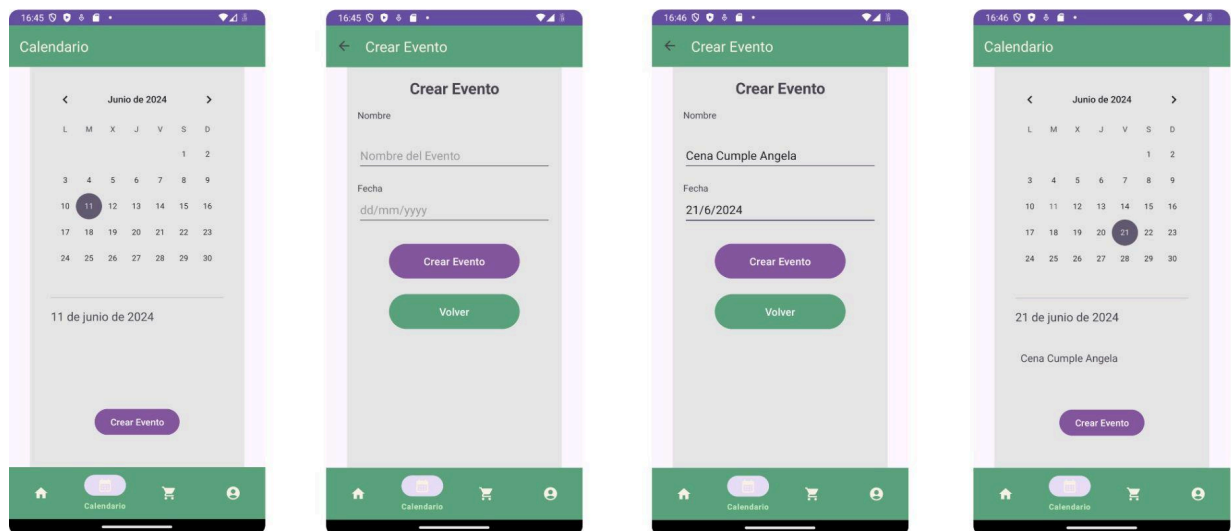 16:45
Calendario
Junio de 2024
L M X J V S D
1 2
3 4 5 6 7 8 9
10 11 12 13 14 15 16
17 18 19 20 21 22 23
24 25 26 27 28 29 30
11 de junio de 2024
Crear Evento
Calendario
16:45
Crear Evento
Crear Evento
Nombre
Nombre del Evento
Fecha
dd/mm/yyyy
Crear Evento
Volver
Calendario
16:46
Crear Evento
Crear Evento
Nombre
Cena Cumple Angela
Fecha
21/6/2024
Crear Evento
Volver
Calendario
16:46
Calendario
Junio de 2024
L M X J V S D
1 2
3 4 5 6 7 8 9
10 11 12 13 14 15 16
17 18 19 20 21 22 23
24 25 26 27 28 29 30
21 de junio de 2024
Cena Cumple Angela
Crear Evento
Calendario